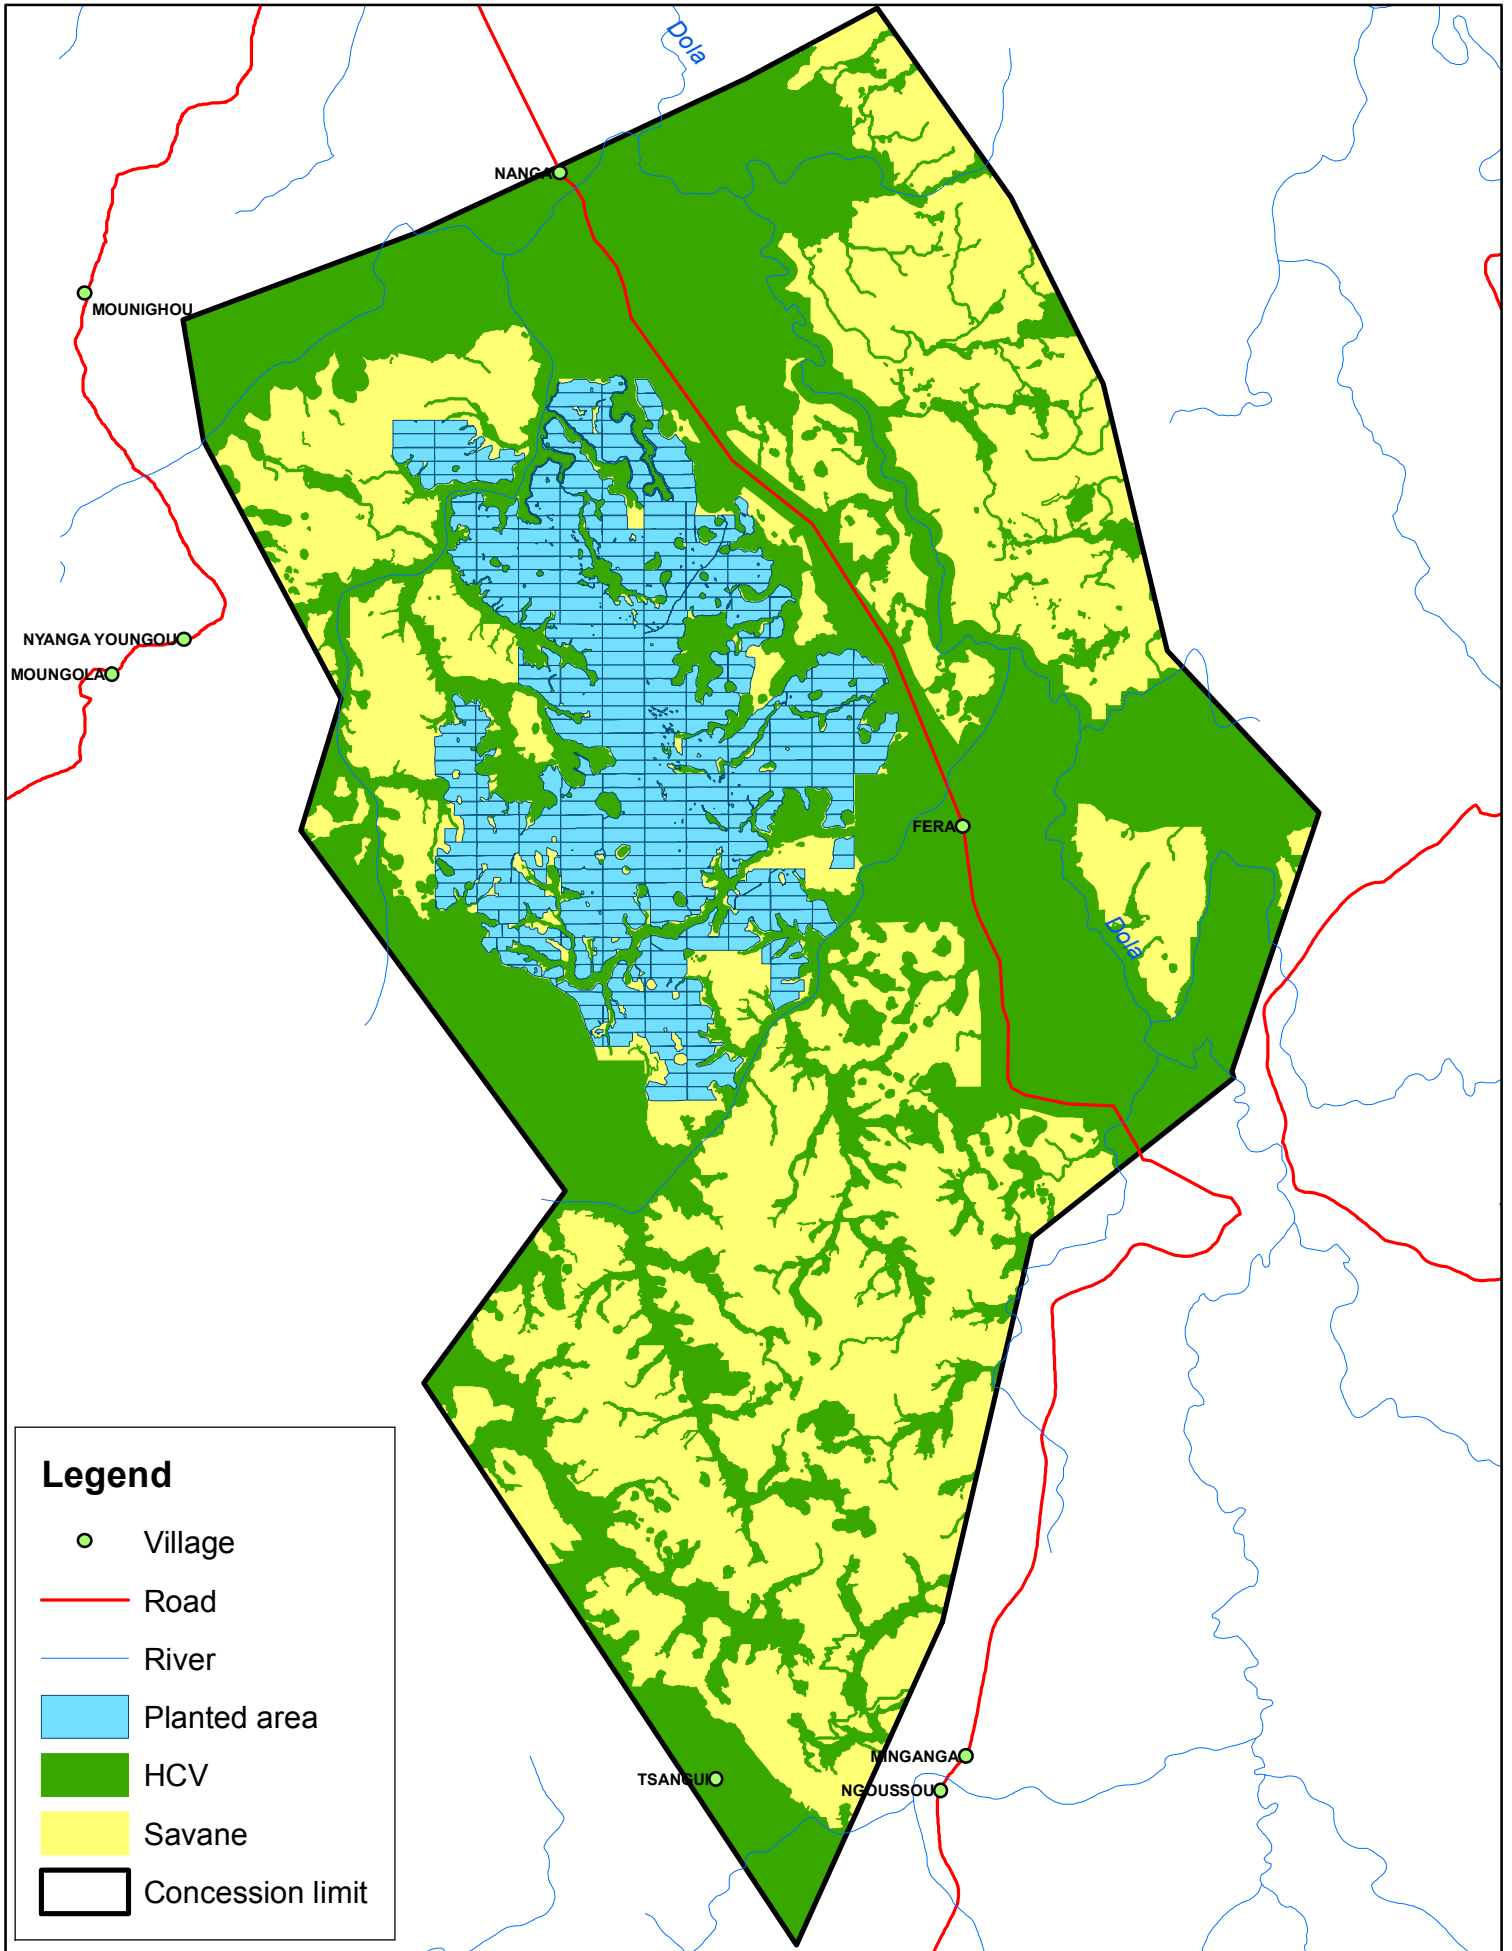 Dola
NANGA
MOUNIGHOU
NYANGA YOUNGOU
MOUNGOLA
FERA
Dola
Legend
Village
Road
River
Planted area
HCV
Savane
Concession limit
MINGANGA
TSANGUI
NGOUSSOU